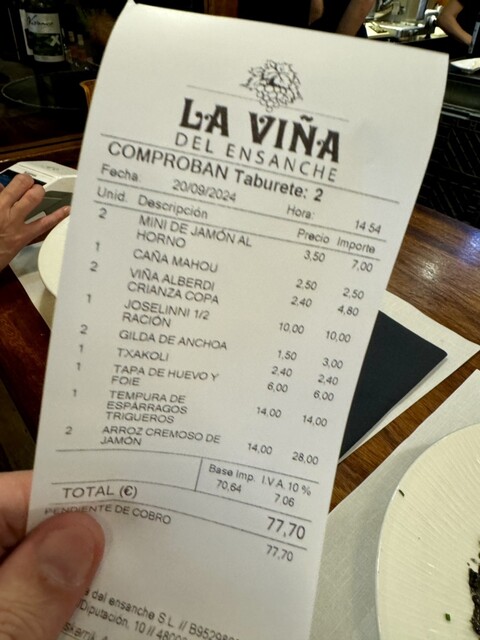 LA VIÑA
DEL ENSANCHE
COMPROBAN Taburete: 2
Fecha: 20/09/2024 Hora: 14:54
Unid. Descripción Precio Importe
2 MINI DE JAMÓN AL HORNO 3,50 7,00
1 CAÑA MAHOU 2,50 2,50
2 VIÑA ALBERDI CRIANZA COPA 2,40 4,80
1 JOSELINNI 1/2 RACIÓN 10,00 10,00
2 GILDA DE ANCHOA 1,50 3,00
1 TXAKOLI 2,40 2,40
1 TAPA DE HUEVO Y FOIE 6,00 6,00
1 TEMPURA DE ESPÁRRAGOS TRIGUEROS 14,00 14,00
2 ARROZ CREMOSO DE JAMÓN 14,00 28,00
Base Imp. I.V.A. 10 %
70,64 7,06
TOTAL (€) 77,70
PENDIENTE DE COBRO 77,70
del ensanche S.L. //
Diputación, 10 //